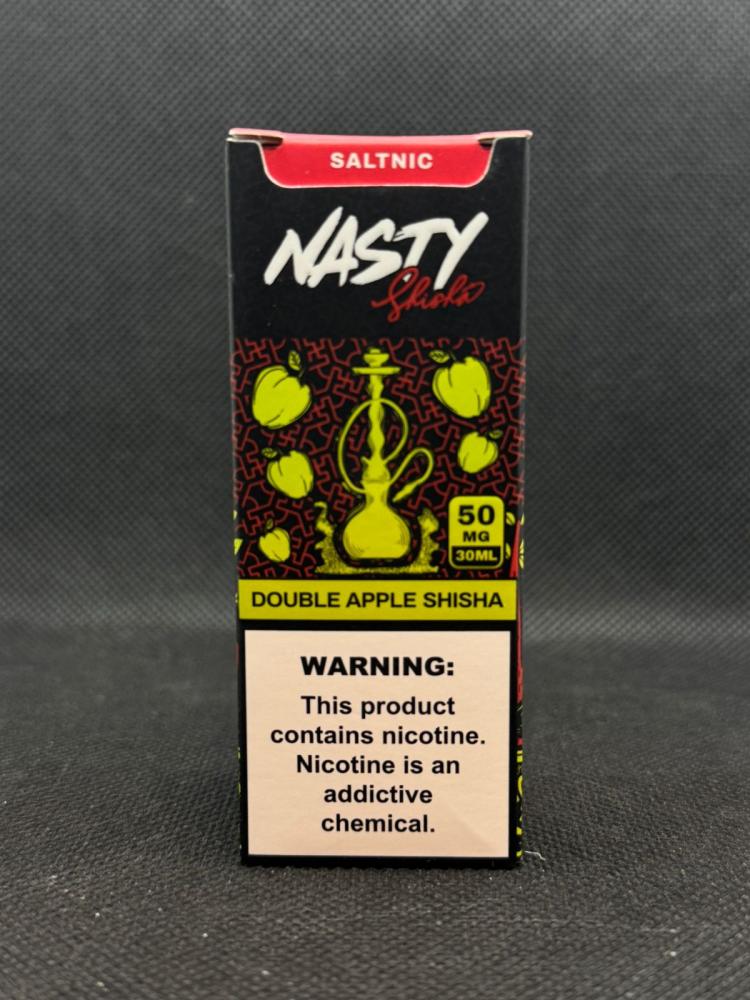 SALTNIC
NASTY
Shisha
50
MG
30ML
DOUBLE APPLE SHISHA
WARNING:
This product
contains nicotine.
Nicotine is an
addictive
chemical.